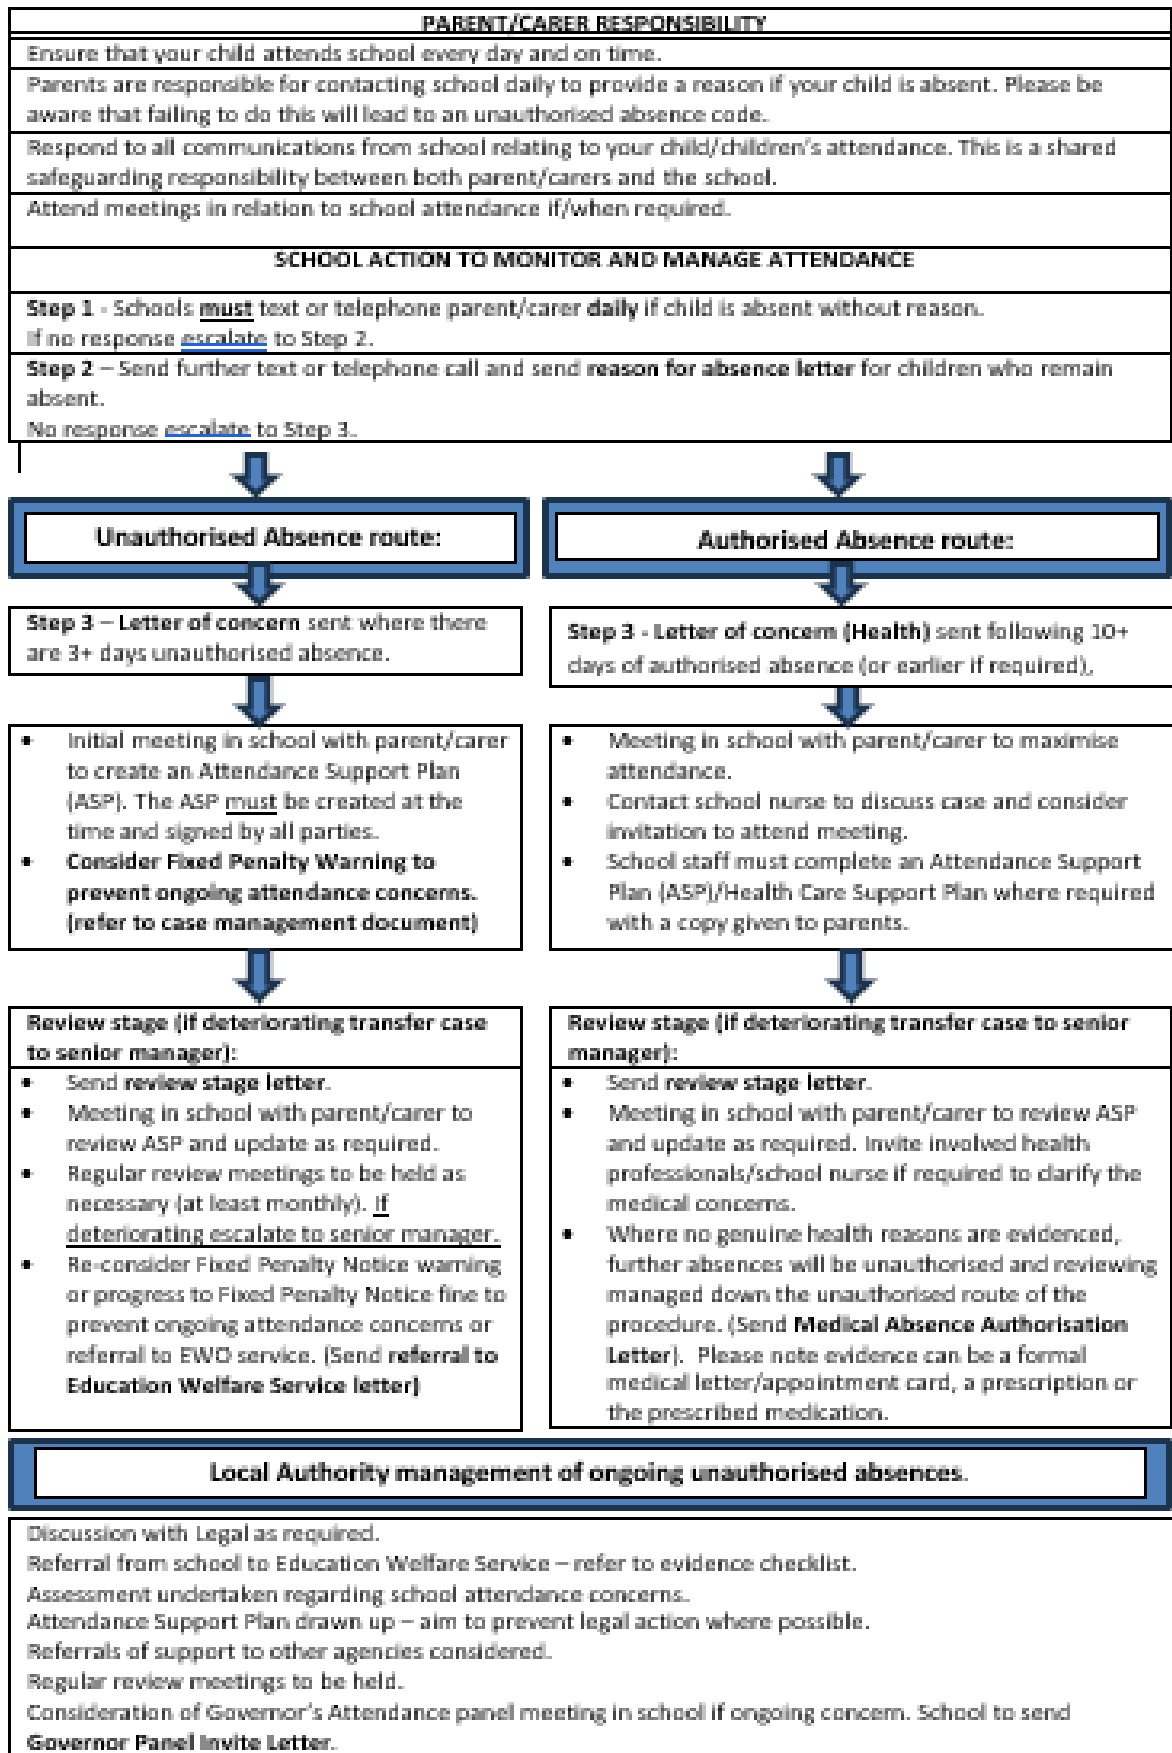 PARENT/CARER RESPONSIBILITY
Ensure that your child attends school every day and on time.
Parents are responsible for contacting school daily to provide a reason if your child is absent. Please be
aware that failing to do this will lead to an unauthorised absence code.
Respond to all communications from school relating to your child/children's attendance. This is a shared
safeguarding responsibility between both parent/carers and the school.
Attend meetings in relation to school attendance if/when required.
SCHOOL ACTION TO MONITOR AND MANAGE ATTENDANCE
Step 1 - Schools must text or telephone parent/carer daily if child is absent without reason.
If no response escalate to Step 2.
Step 2 – Send further text or telephone call and send reason for absence letter for children who remain
absent.
No response escalate to Step 3.
Unauthorised Absence route:
Step 3 – Letter of concern sent where there
are 3+ days unauthorised absence.
• Initial meeting in school with parent/carer
to create an Attendance Support Plan
(ASP). The ASP must be created at the
time and signed by all parties.
• Consider Fixed Penalty Warning to
prevent ongoing attendance concerns.
(refer to case management document)
Review stage (if deteriorating transfer case
to senior manager):
• Send review stage letter.
• Meeting in school with parent/carer to
review ASP and update as required.
• Regular review meetings to be held as
necessary (at least monthly). If
deteriorating escalate to senior manager.
• Re-consider Fixed Penalty Notice warning
or progress to Fixed Penalty Notice fine to
prevent ongoing attendance concerns or
referral to EWO service. (Send referral to
Education Welfare Service letter)
Authorised Absence route:
Step 3 - Letter of concern (Health) sent following 10+
days of authorised absence (or earlier if required),
• Meeting in school with parent/carer to maximise
attendance.
• Contact school nurse to discuss case and consider
invitation to attend meeting.
• School staff must complete an Attendance Support
Plan (ASP)/Health Care Support Plan where required
with a copy given to parents.
Review stage (if deteriorating transfer case to senior
manager):
• Send review stage letter.
• Meeting in school with parent/carer to review ASP
and update as required. Invite involved health
professionals/school nurse if required to clarify the
medical concerns.
• Where no genuine health reasons are evidenced,
further absences will be unauthorised and reviewing
managed down the unauthorised route of the
procedure. (Send Medical Absence Authorisation
Letter). Please note evidence can be a formal
medical letter/appointment card, a prescription or
the prescribed medication.
Local Authority management of ongoing unauthorised absences.
Discussion with Legal as required.
Referral from school to Education Welfare Service – refer to evidence checklist.
Assessment undertaken regarding school attendance concerns.
Attendance Support Plan drawn up – aim to prevent legal action where possible.
Referrals of support to other agencies considered.
Regular review meetings to be held.
Consideration of Governor's Attendance panel meeting in school if ongoing concern. School to send
Governor Panel Invite Letter.